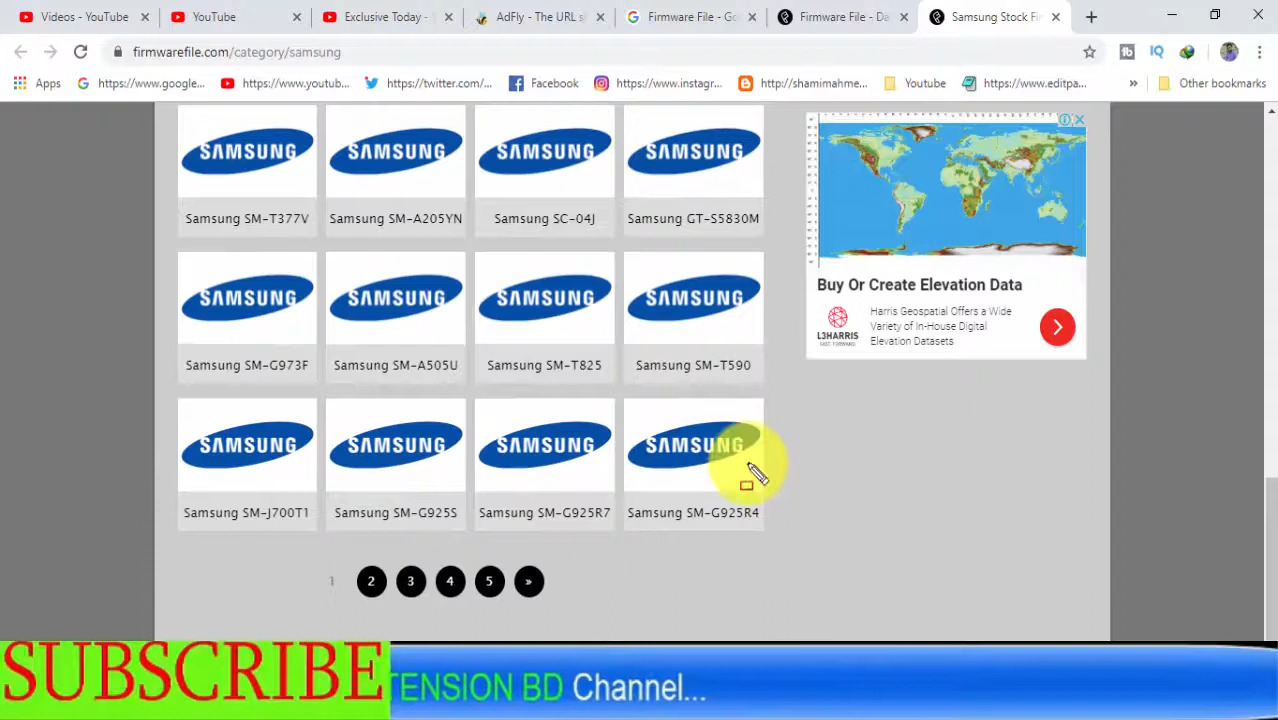 Videos - YouTube
YouTube
Exclusive Today -
AdFly - The URL s
Firmware File - Go
Firmware File - Da
Samsung Stock Fi
firmwarefile.com/category/samsung
Apps
https://www.google...
https://www.youtub...
https://twitter.com/...
Facebook
https://www.instagr...
http://shamimahme...
Youtube
https://www.editpa...
Other bookmarks
SAMSUNG SAMSUNG SAMSUNG SAMSUNG
Samsung SM-T377V Samsung SM-A205YN Samsung SC-04J Samsung GT-S5830M
SAMSUNG SAMSUNG SAMSUNG SAMSUNG
Samsung SM-G973F Samsung SM-A505U Samsung SM-T825 Samsung SM-T590
SAMSUNG SAMSUNG SAMSUNG SAMSUNG
Samsung SM-J700T1 Samsung SM-G925S Samsung SM-G925R7 Samsung SM-G925R4
1 2 3 4 5 »
Buy Or Create Elevation Data
L3HARRIS
Harris Geospatial Offers a Wide
Variety of In-House Digital
Elevation Datasets
SUBSCRIBE
TENSION BD Channel...